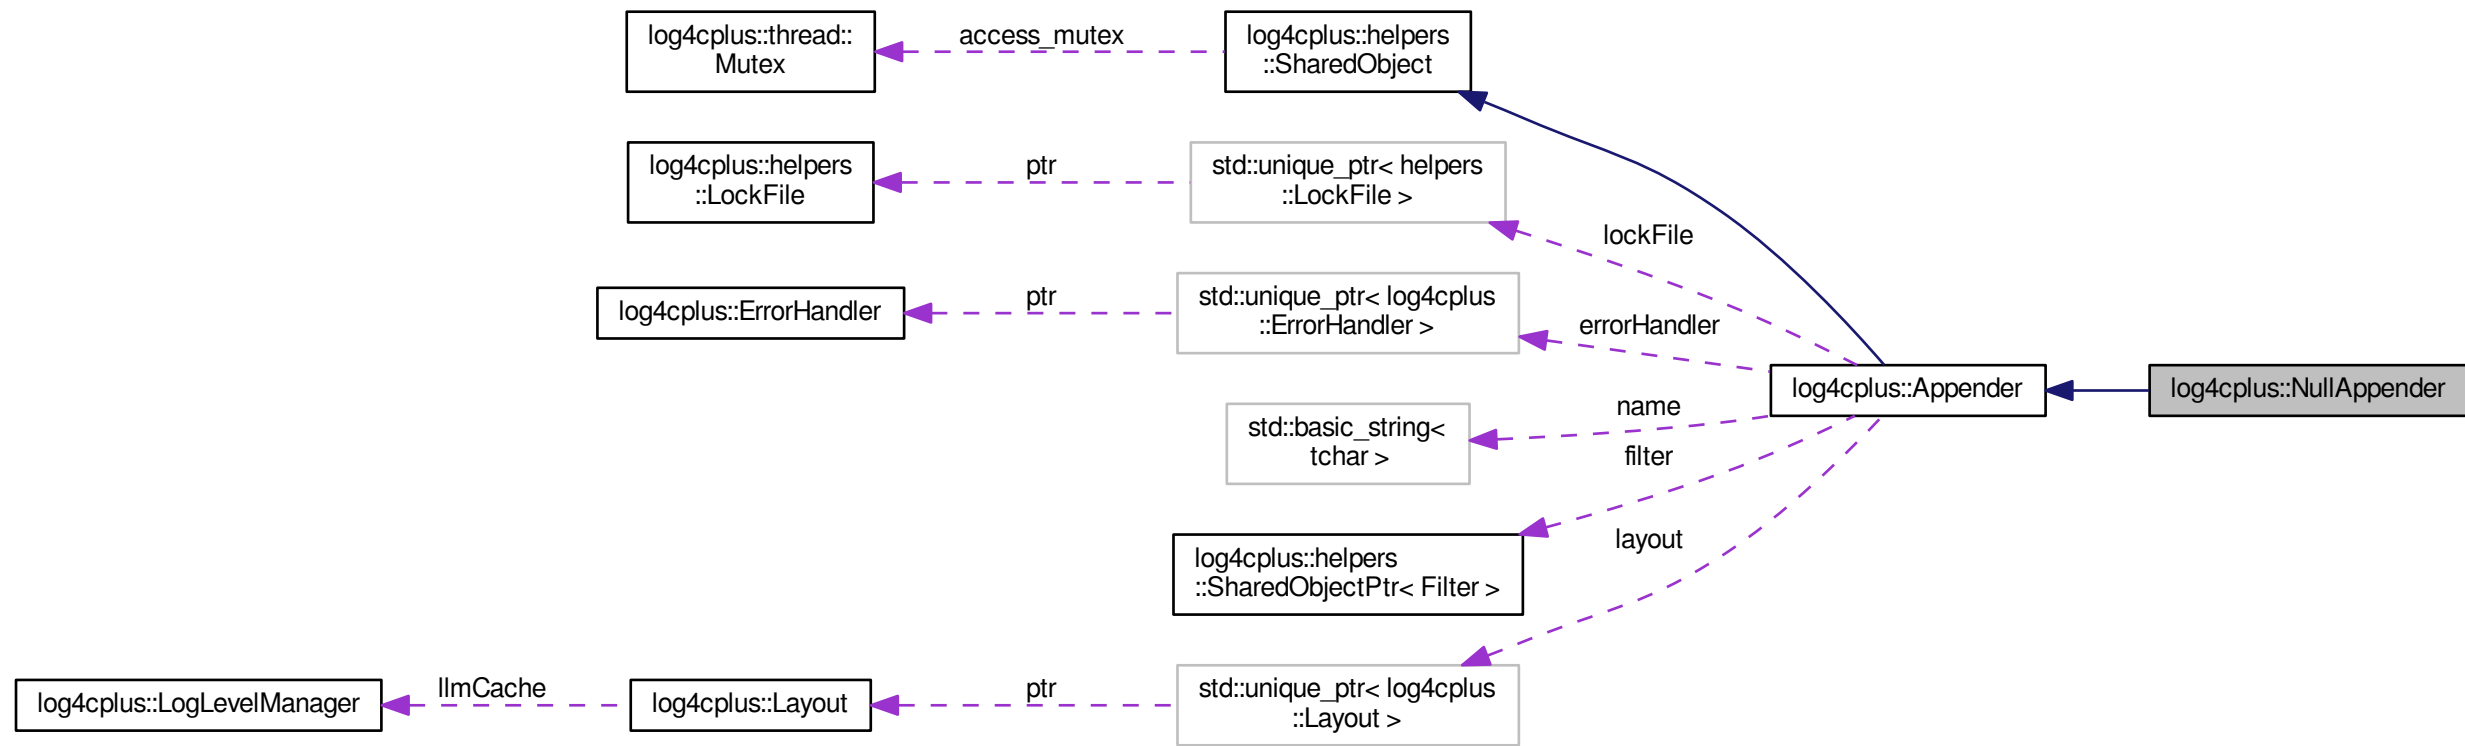 log4cplus::thread::
Mutex
access_mutex
log4cplus::helpers
::SharedObject
log4cplus::helpers
::LockFile
ptr
std::unique_ptr< helpers
::LockFile >
lockFile
log4cplus::ErrorHandler
ptr
std::unique_ptr< log4cplus
::ErrorHandler >
errorHandler
log4cplus::Appender
log4cplus::NullAppender
std::basic_string<
tchar >
name
filter
log4cplus::helpers
::SharedObjectPtr< Filter >
layout
log4cplus::LogLevelManager
llmCache
log4cplus::Layout
ptr
std::unique_ptr< log4cplus
::Layout >